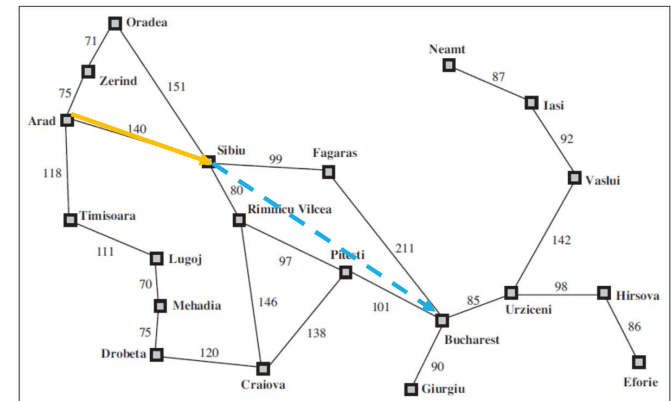 Oradea
71
Neamt
Zerind
87
75
151
Iasi
Arad
140
92
Sibiu
99
Fagaras
118
80
Vaslui
Rimnicu Vilcea
Timisoara
211
142
111
Lugoj
97
Pitesti
70
98
Hirsova
146
101
85
Mehadia
Urziceni
138
86
75
Bucharest
120
Drobeta
90
Craiova
Giurgiu
Eforie